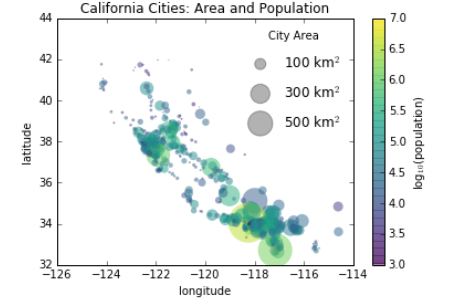 California Cities: Area and Population
City Area
100 km²
300 km²
500 km²
latitude
44
42
40
38
36
34
32
−126
−124
−122
−120
−118
−116
−114
longitude
7.0
6.5
6.0
5.5
5.0
4.5
4.0
3.5
3.0
log₁₀(population)